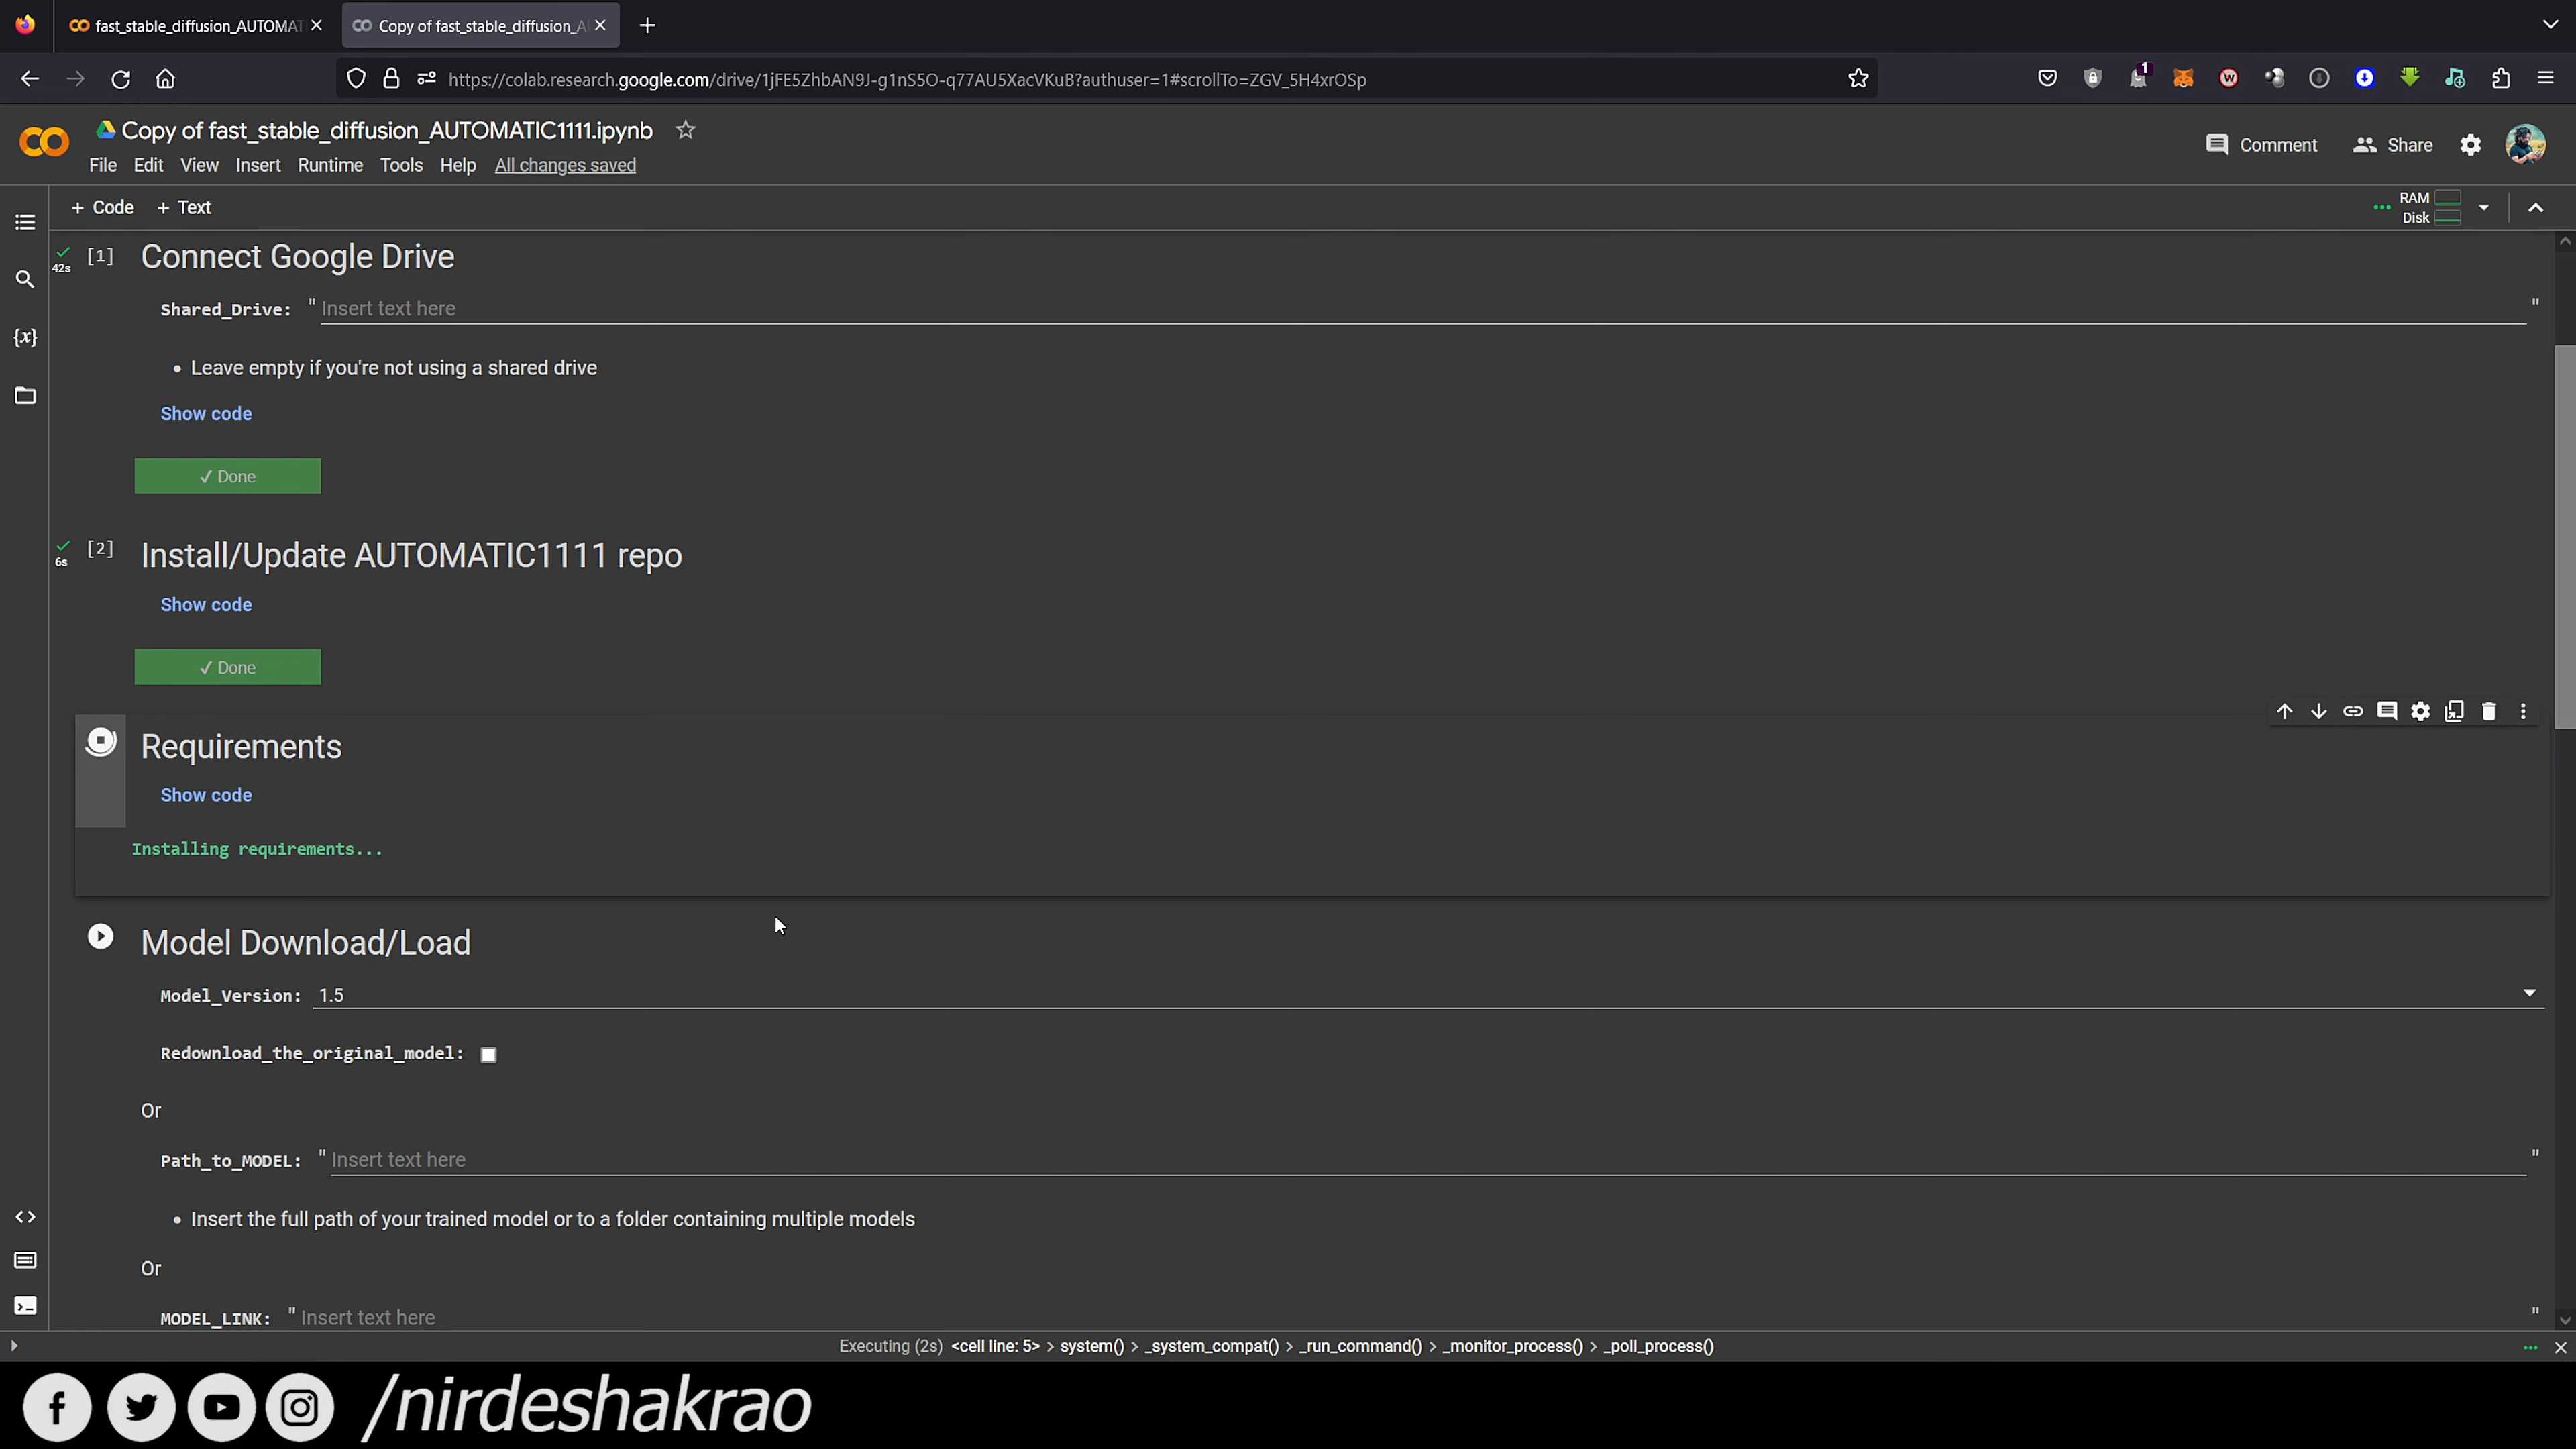 fast_stable_diffusion_AUTOMAT
Copy of fast_stable_diffusion_A
https://colab.research.google.com/drive/1jFE5ZhbAN9J-g1nS5O-q77AU5XacVKuB?authuser=1#scrollTo=ZGV_5H4xrOSp
1
Copy of fast_stable_diffusion_AUTOMATIC1111.ipynb
File Edit View Insert Runtime Tools Help All changes saved
Comment
Share
+ Code + Text
RAM
Disk
42s [1] Connect Google Drive
Shared_Drive: " Insert text here "
• Leave empty if you're not using a shared drive
Show code
✓ Done
6s [2] Install/Update AUTOMATIC1111 repo
Show code
✓ Done
Requirements
Show code
Installing requirements...
Model Download/Load
Model_Version: 1.5
Redownload_the_original_model:
Or
Path_to_MODEL: " Insert text here "
• Insert the full path of your trained model or to a folder containing multiple models
Or
MODEL_LINK: " Insert text here "
Executing (2s) <cell line: 5> > system() > _system_compat() > _run_command() > _monitor_process() > _poll_process()
/nirdeshakrao